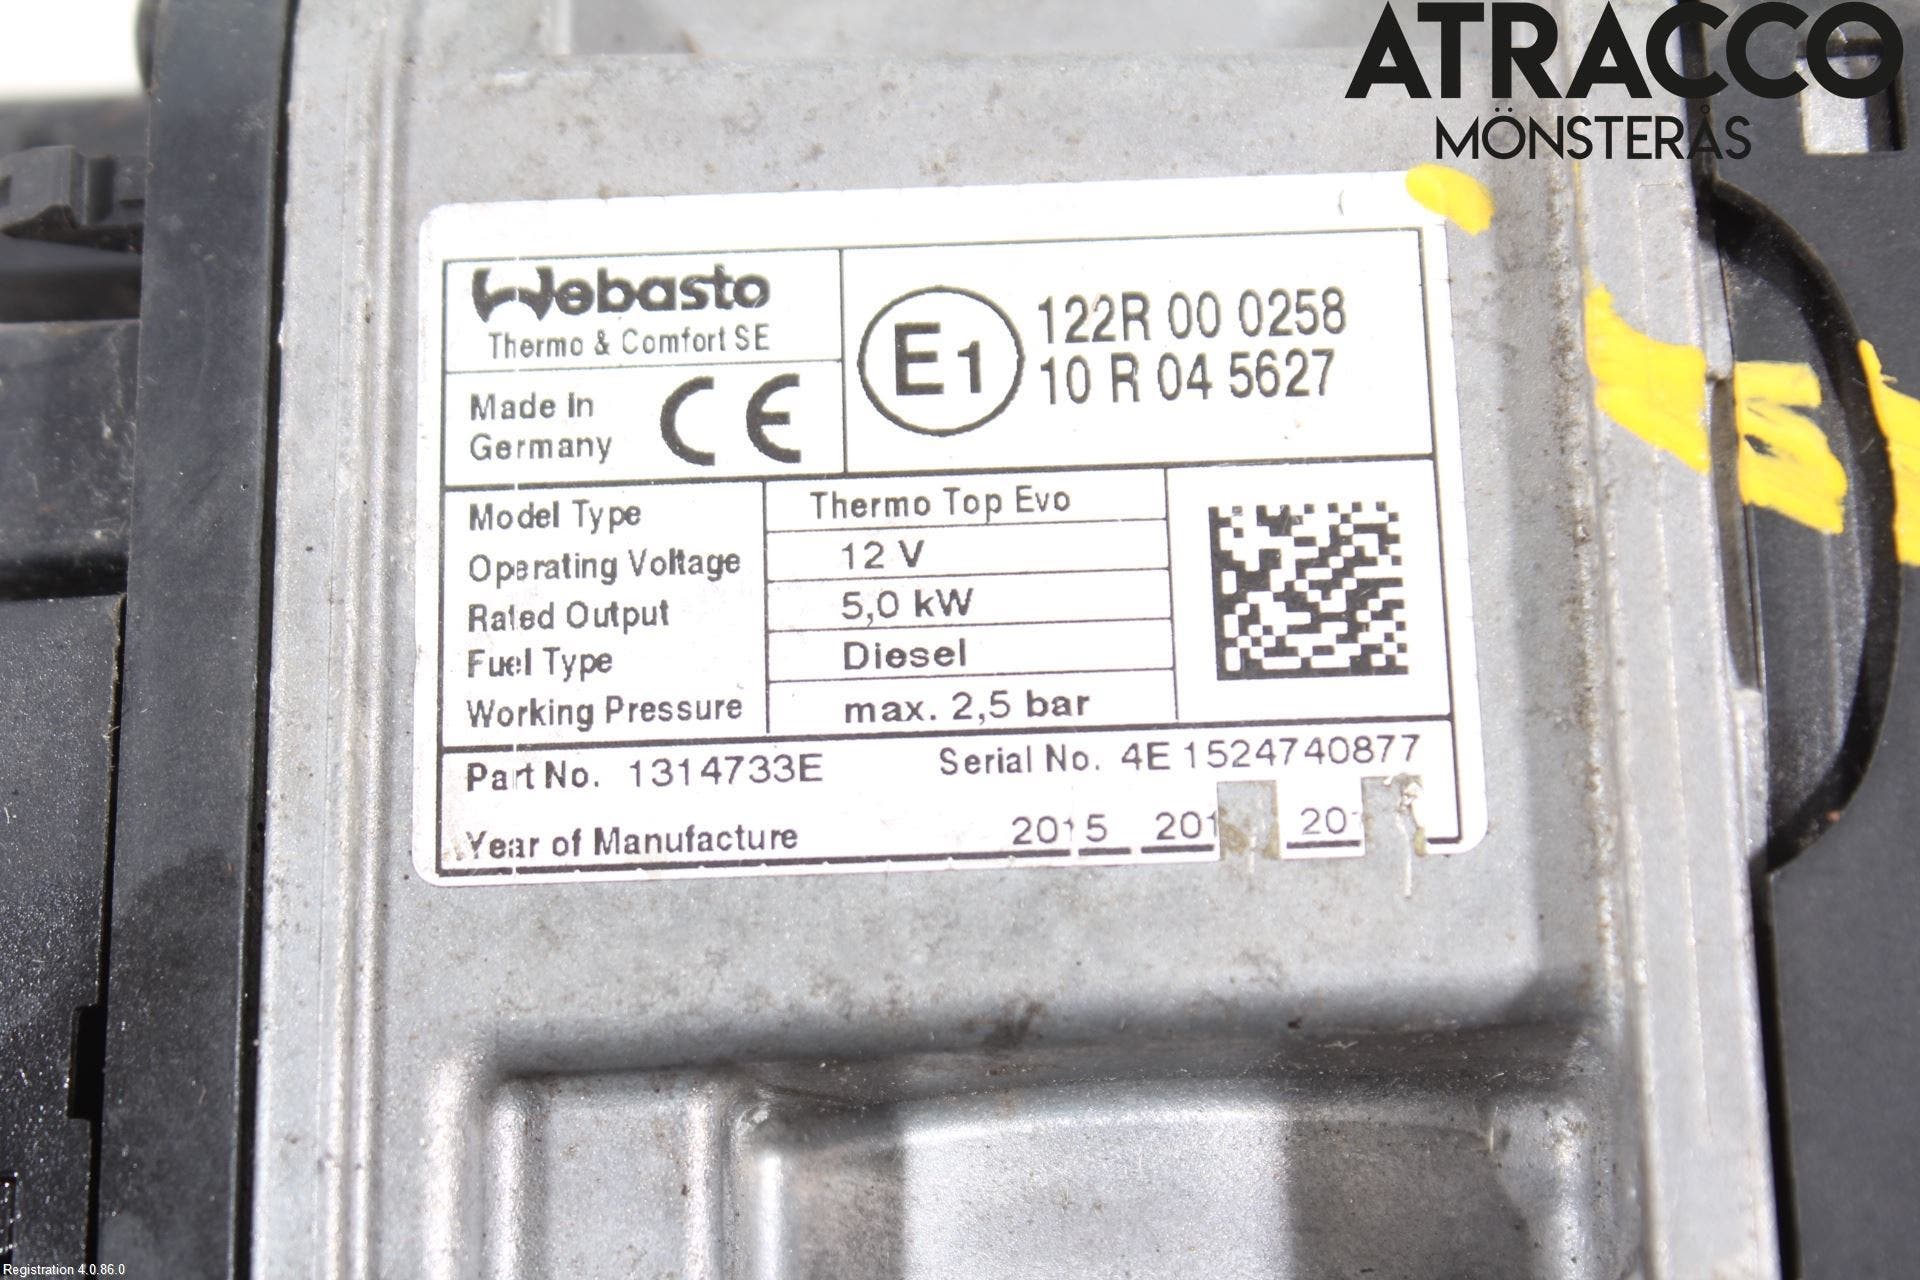 ATRACCO
MÖNSTERÅS
Webasto
Thermo & Comfort SE
Made in
Germany
CE
E1
122R 00 0258
10 R 04 5627
Model Type Thermo Top Evo
Operating Voltage 12 V
Rated Output 5,0 kW
Fuel Type Diesel
Working Pressure max. 2,5 bar
Part No. 1314733E Serial No. 4E 1524740877
Year of Manufacture 2015 201 20
Registration 4.0.86.0